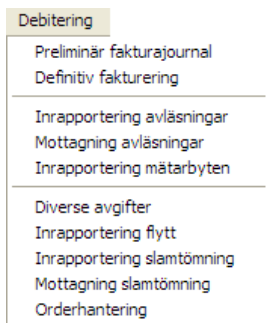 Debitering
Preliminär fakturajournal
Definitiv fakturering
Inrapportering avläsningar
Mottagning avläsningar
Inrapportering mätarbyten
Diverse avgifter
Inrapportering flytt
Inrapportering slamtömning
Mottagning slamtömning
Orderhantering